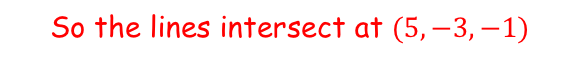 So the lines intersect at (5, −3, −1)